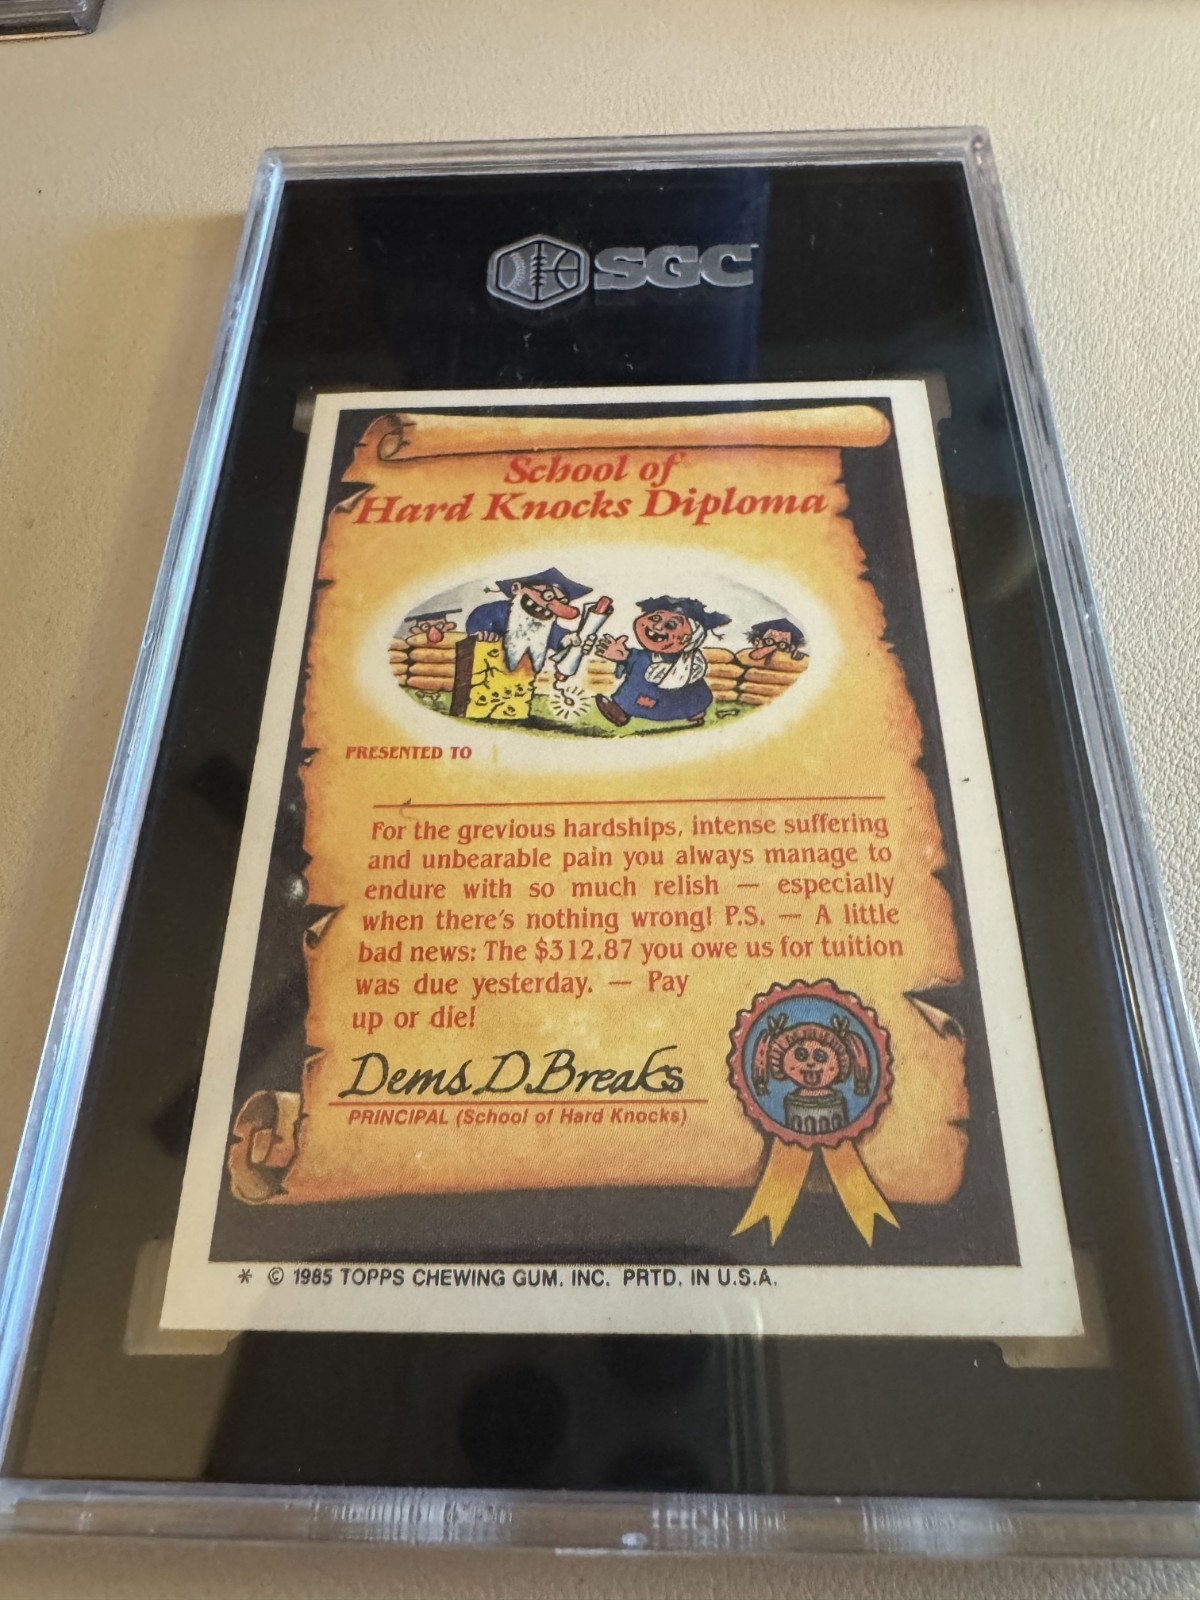 SGC
School of
Hard Knocks Diploma
PRESENTED TO
For the grevious hardships, intense suffering
and unbearable pain you always manage to
endure with so much relish — especially
when there's nothing wrong! P.S. — A little
bad news: The $312.87 you owe us for tuition
was due yesterday. — Pay
up or die!
Dems D. Breaks
PRINCIPAL (School of Hard Knocks)
* © 1985 TOPPS CHEWING GUM, INC. PRTD. IN U.S.A.